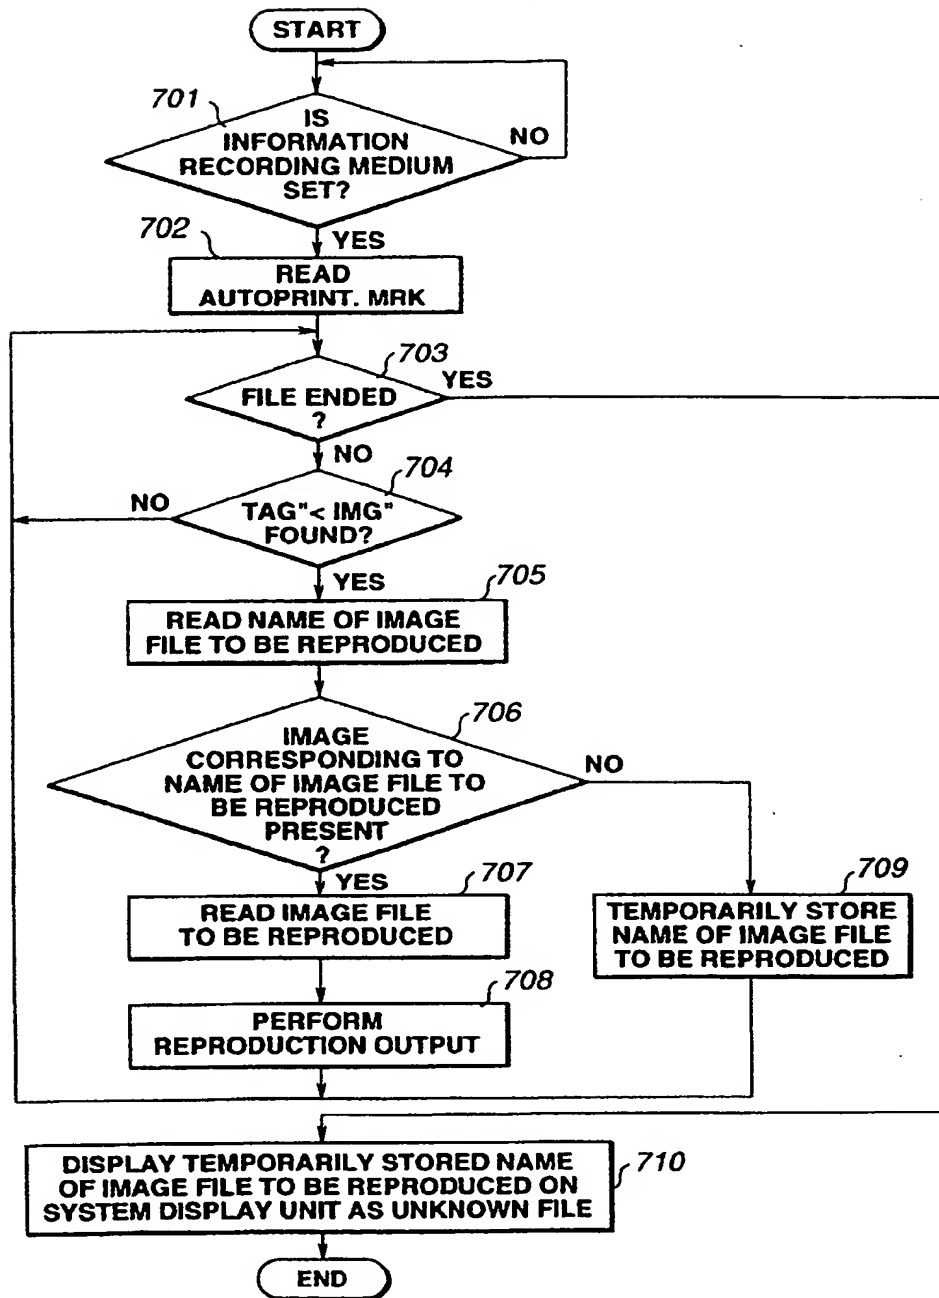 START
701
IS
INFORMATION
RECORDING MEDIUM
SET?
NO
YES
702
READ
AUTOPRINT. MRK
703
FILE ENDED
?
YES
NO
704
TAG"< IMG"
FOUND?
NO
YES
705
READ NAME OF IMAGE
FILE TO BE REPRODUCED
706
IMAGE
CORRESPONDING TO
NAME OF IMAGE FILE TO
BE REPRODUCED
PRESENT
?
NO
YES
707
READ IMAGE FILE
TO BE REPRODUCED
709
TEMPORARILY STORE
NAME OF IMAGE FILE
TO BE REPRODUCED
708
PERFORM
REPRODUCTION OUTPUT
DISPLAY TEMPORARILY STORED NAME
OF IMAGE FILE TO BE REPRODUCED ON
SYSTEM DISPLAY UNIT AS UNKNOWN FILE
710
END